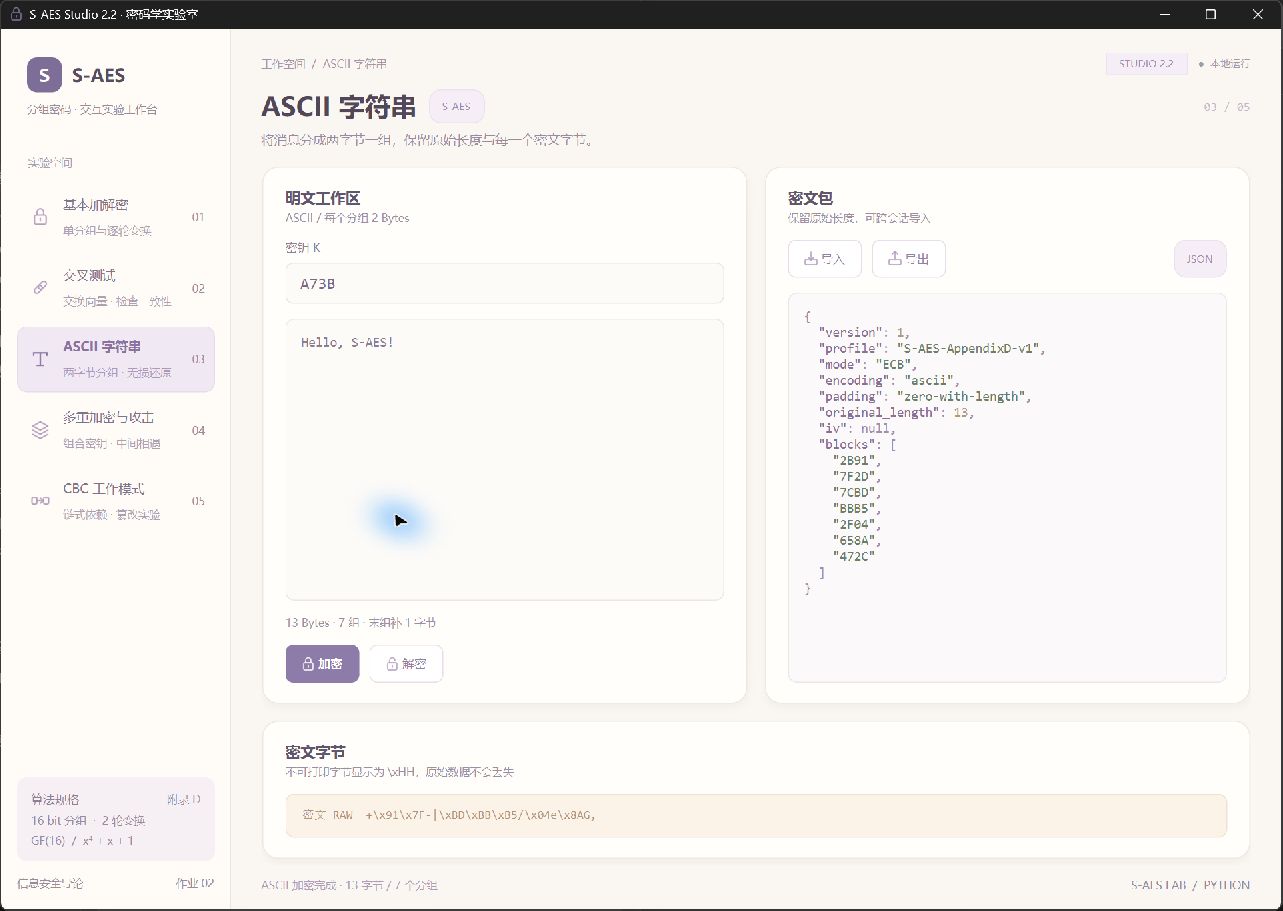 S-AES Studio 2.2 · 密码学实验室
S
S-AES
分组密码 · 交互实验工作台
实验空间
基本加解密
单分组与逐轮变换
01
交叉测试
交换向量 · 检查一致性
02
ASCII 字符串
两字节分组 · 无损还原
03
多重加密与攻击
组合密钥 · 中间相遇
04
CBC 工作模式
链式依赖 · 篡改实验
05
算法规格
附录 D
16 bit 分组 · 2 轮变换
GF(16) / x⁴ + x + 1
信息安全导论
作业 02
工作空间 / ASCII 字符串
STUDIO 2.2
● 本地运行
ASCII 字符串
S-AES
03 / 05
将消息分成两字节一组，保留原始长度与每一个密文字节。
明文工作区
ASCII / 每个分组 2 Bytes
密钥 K
A73B
Hello, S-AES!
13 Bytes · 7 组 · 末组补 1 字节
加密
解密
密文包
保留原始长度，可跨会话导入
导入
导出
JSON
{
"version": 1,
"profile": "S-AES-AppendixD-v1",
"mode": "ECB",
"encoding": "ascii",
"padding": "zero-with-length",
"original_length": 13,
"iv": null,
"blocks": [
"2B91",
"7F2D",
"7CBD",
"BBB5",
"2F04",
"658A",
"472C"
]
}
密文字节
不可打印字节显示为 \xHH，原始数据不会丢失
密文 RAW +\x91\x7F-|\xBD\xBB\xB5/\x04e\x8AG,
ASCII 加密完成 · 13 字节 / 7 个分组
S-AES LAB / PYTHON